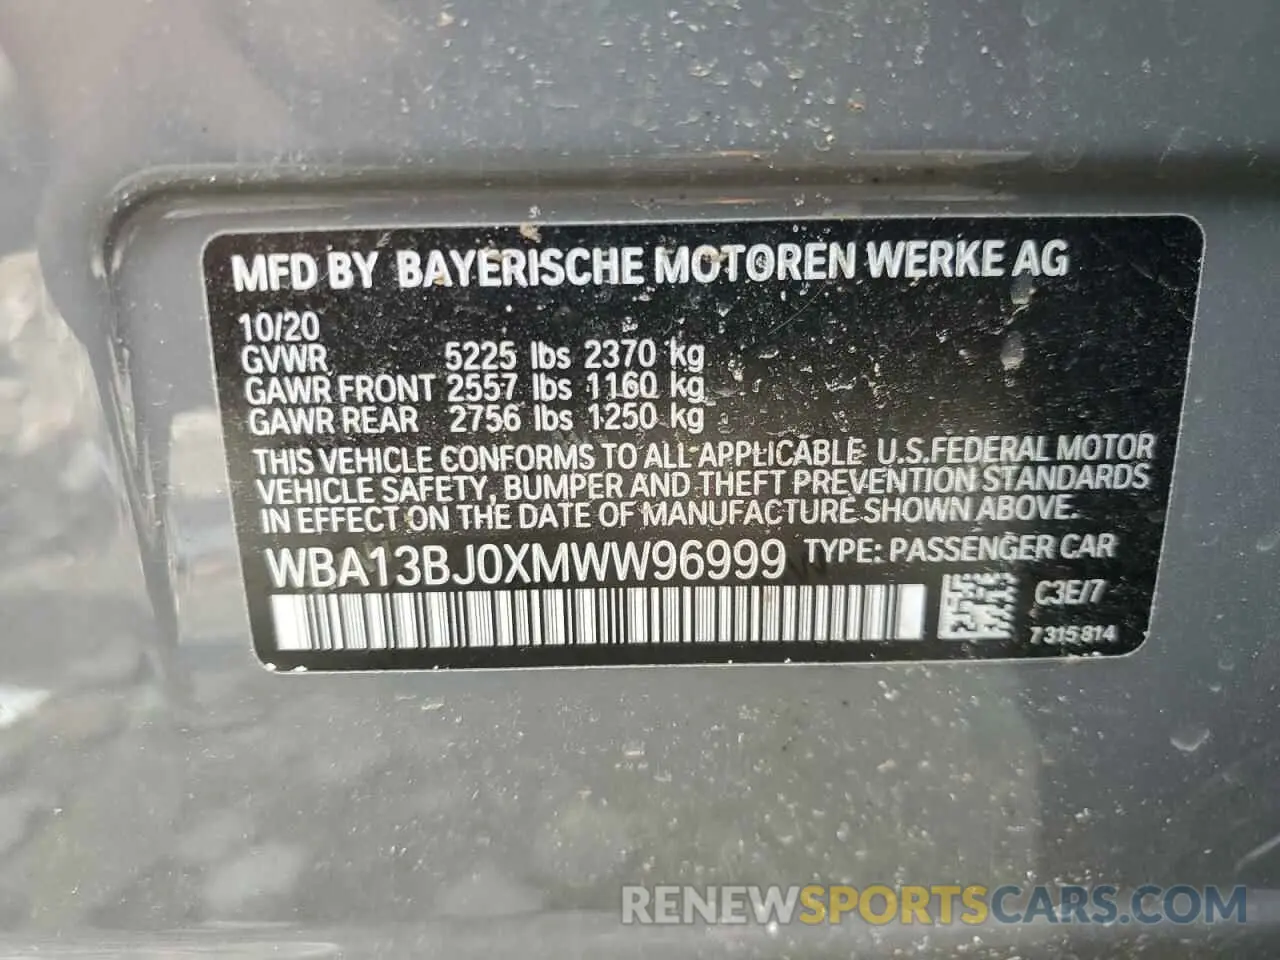 MFD BY BAYERISCHE MOTOREN WERKE AG
10/20
GVWR 5225 lbs 2370 kg
GAWR FRONT 2557 lbs 1160 kg
GAWR REAR 2756 lbs 1250 kg
THIS VEHICLE CONFORMS TO ALL APPLICABLE U.S.FEDERAL MOTOR
VEHICLE SAFETY, BUMPER AND THEFT PREVENTION STANDARDS
IN EFFECT ON THE DATE OF MANUFACTURE SHOWN ABOVE.
WBA13BJ0XMWW96999 TYPE: PASSENGER CAR
C3E/7
7315814
RENEWSPORTSCARS.COM